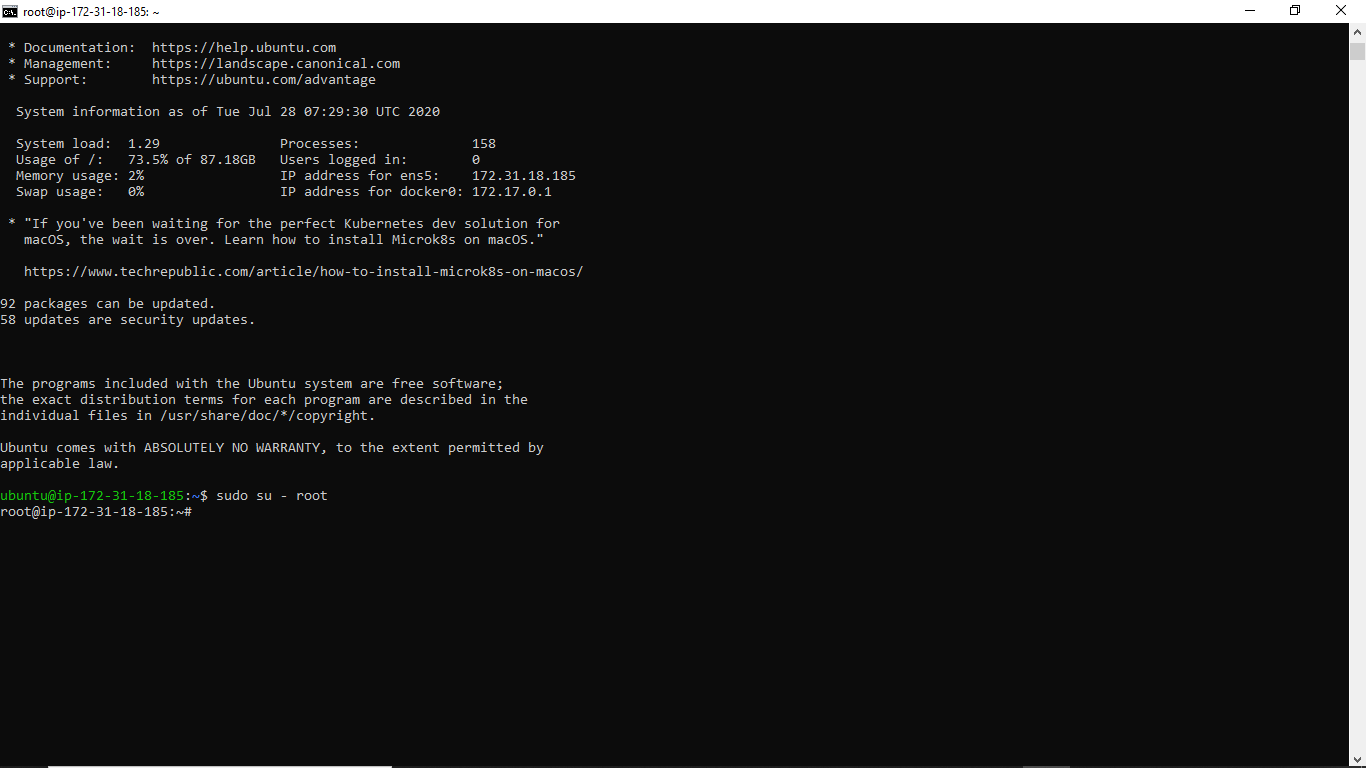 root@ip-172-31-18-185: ~
* Documentation:  https://help.ubuntu.com
* Management:     https://landscape.canonical.com
* Support:        https://ubuntu.com/advantage
System information as of Tue Jul 28 07:29:30 UTC 2020
System load:  1.29               Processes:              158
Usage of /:   73.5% of 87.18GB   Users logged in:        0
Memory usage: 2%                 IP address for ens5:    172.31.18.185
Swap usage:   0%                 IP address for docker0: 172.17.0.1
* "If you've been waiting for the perfect Kubernetes dev solution for
macOS, the wait is over. Learn how to install Microk8s on macOS."
https://www.techrepublic.com/article/how-to-install-microk8s-on-macos/
92 packages can be updated.
58 updates are security updates.
The programs included with the Ubuntu system are free software;
the exact distribution terms for each program are described in the
individual files in /usr/share/doc/*/copyright.
Ubuntu comes with ABSOLUTELY NO WARRANTY, to the extent permitted by
applicable law.
ubuntu@ip-172-31-18-185:~$ sudo su - root
root@ip-172-31-18-185:~#